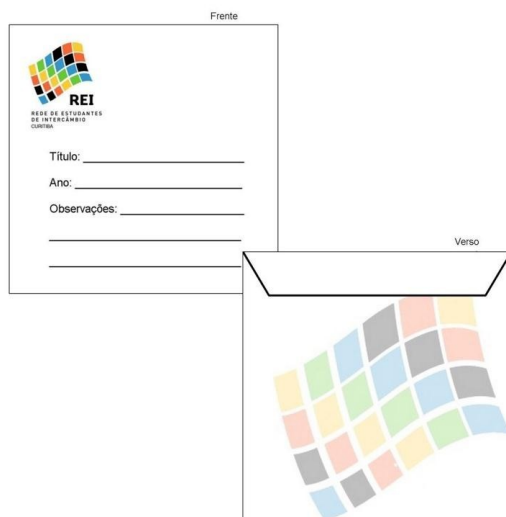 Frente
REI
REDE DE ESTUDANTES
DE INTERCÂMBIO
CURITIBA
Título:
Ano:
Observações:
Verso